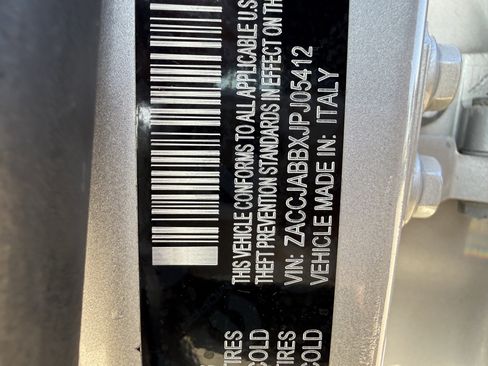 THIS VEHICLE CONFORMS TO ALL APPLICABLE U.S
THEFT PREVENTION STANDARDS IN EFFECT ON TH
VIN: ZACCJABBXJPJ05412
VEHICLE MADE IN: ITALY
TIRES
COLD
TIRES
COLD